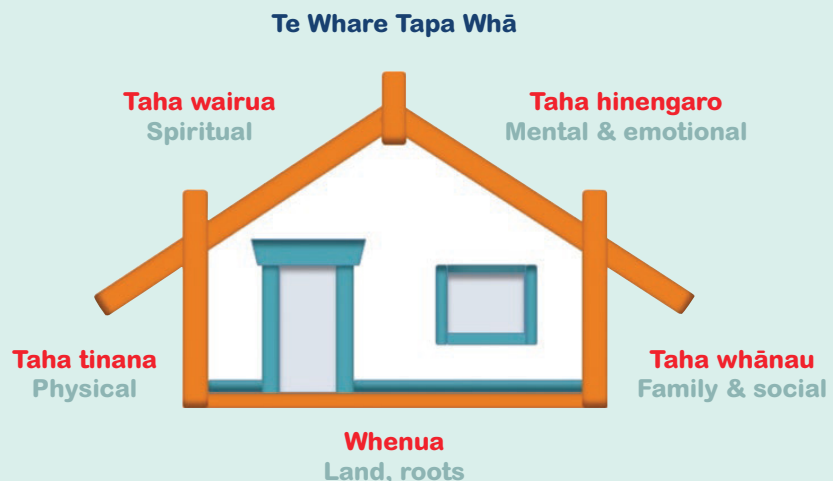 Te Whare Tapa Whā
Taha wairua
Spiritual
Taha hinengaro
Mental & emotional
Taha tinana
Physical
Taha whānau
Family & social
Whenua
Land, roots